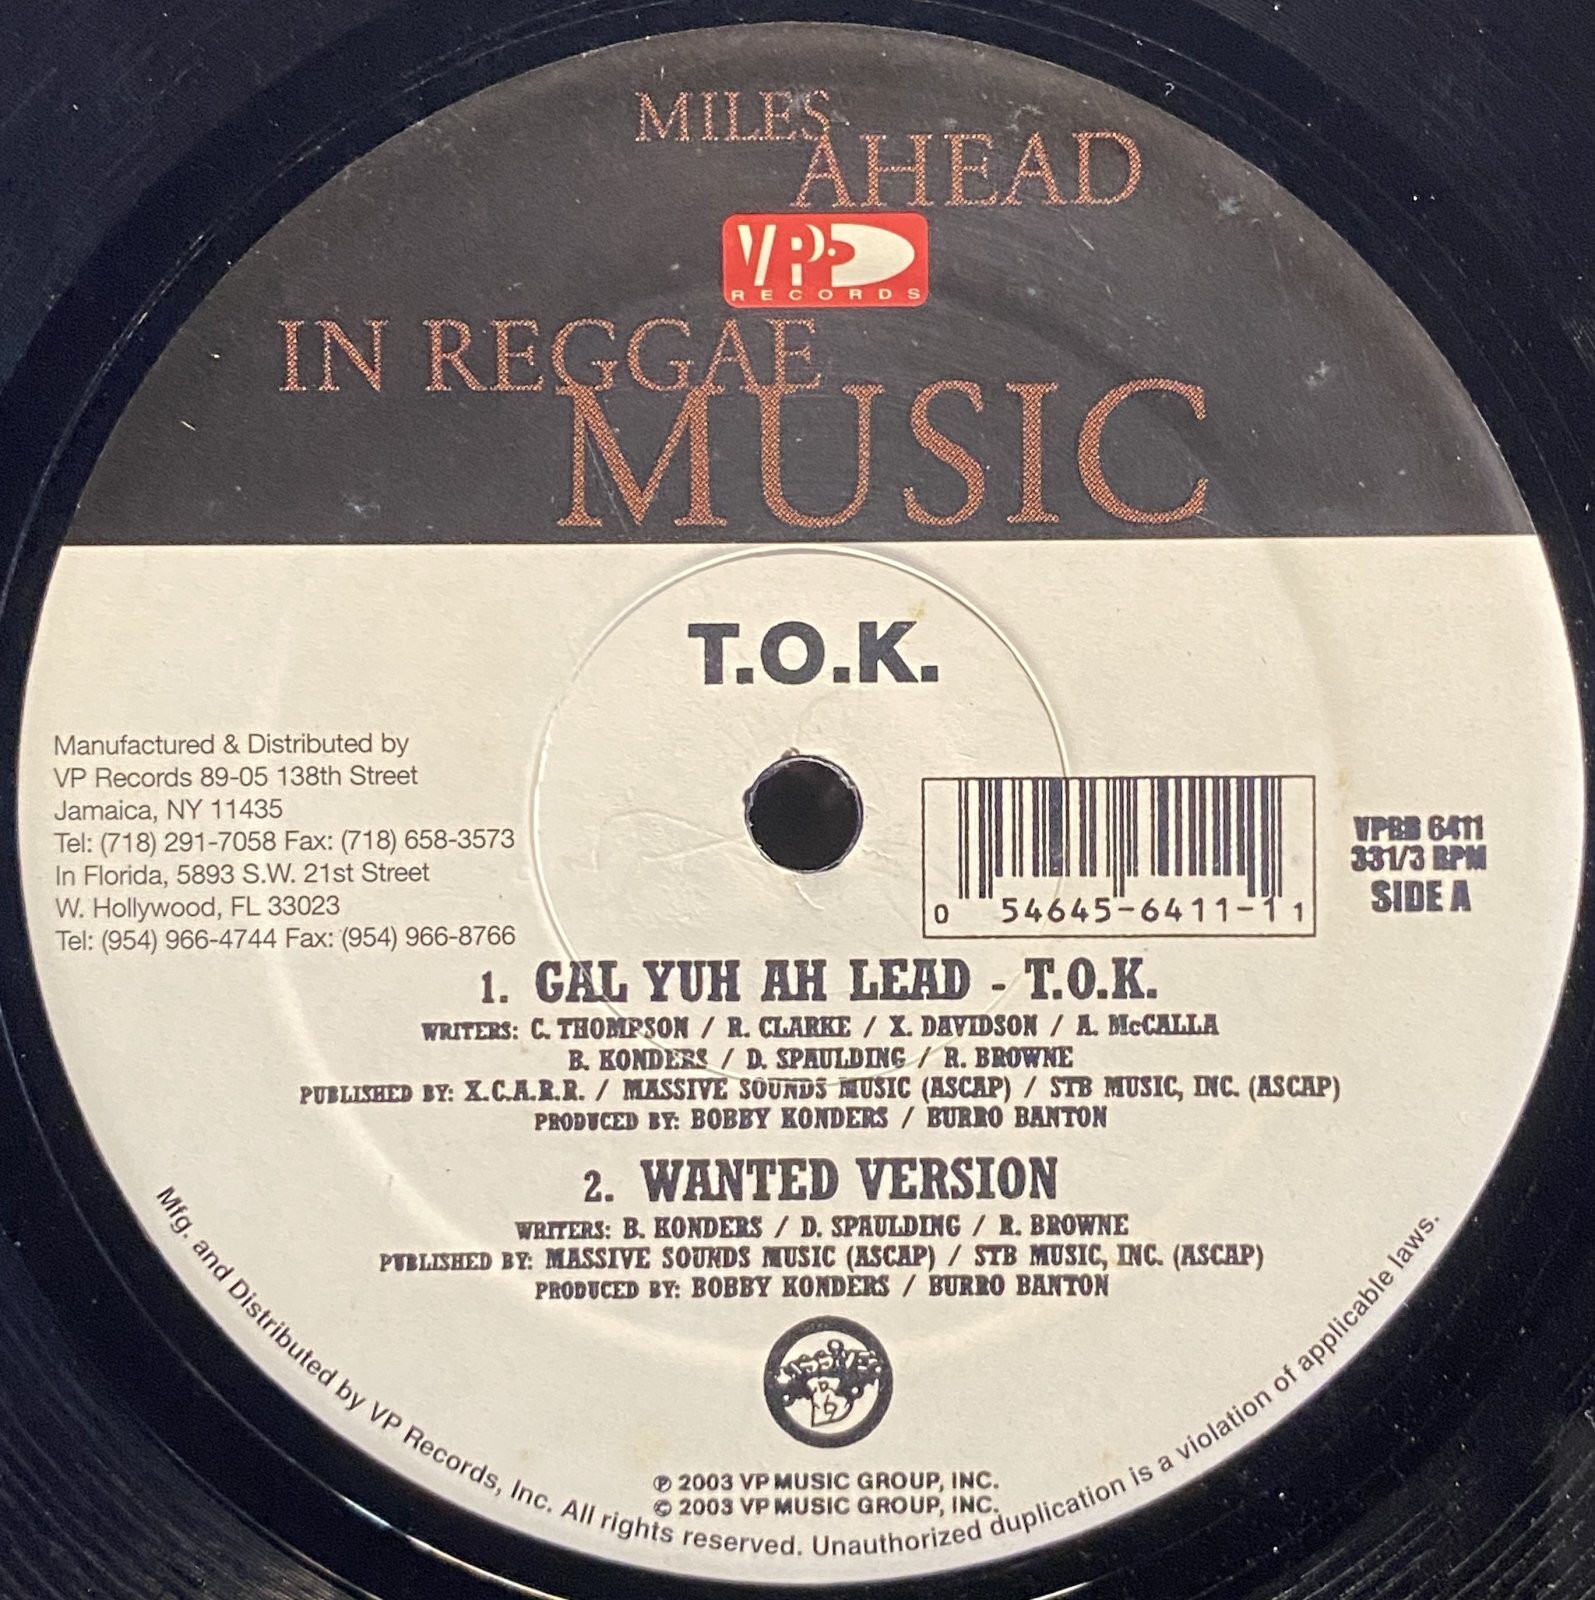 MILES
AHEAD
VP
RECORDS
IN REGGAE
MUSIC
T.O.K.
Manufactured & Distributed by
VP Records 89-05 138th Street
Jamaica, NY 11435
Tel: (718) 291-7058 Fax: (718) 658-3573
In Florida, 5893 S.W. 21st Street
W. Hollywood, FL 33023
Tel: (954) 966-4744 Fax: (954) 966-8766
0 54645-6411-1 1
VPRD 6411
331/3 RPM
SIDE A
1. GAL YUH AH LEAD - T.O.K.
WRITERS: C. THOMPSON / R. CLARKE / X. DAVIDSON / A. McCALLA
B. KONDERS / D. SPAULDING / R. BROWNE
PUBLISHED BY: X.C.A.R.R. / MASSIVE SOUNDS MUSIC (ASCAP) / STB MUSIC, INC. (ASCAP)
PRODUCED BY: BOBBY KONDERS / BURRO BANTON
2. WANTED VERSION
WRITERS: B. KONDERS / D. SPAULDING / R. BROWNE
PUBLISHED BY: MASSIVE SOUNDS MUSIC (ASCAP) / STB MUSIC, INC. (ASCAP)
PRODUCED BY: BOBBY KONDERS / BURRO BANTON
MASSIVE
℗ 2003 VP MUSIC GROUP, INC.
© 2003 VP MUSIC GROUP, INC.
Mfg. and Distributed by VP Records, Inc. All rights reserved. Unauthorized duplication is a violation of applicable laws.